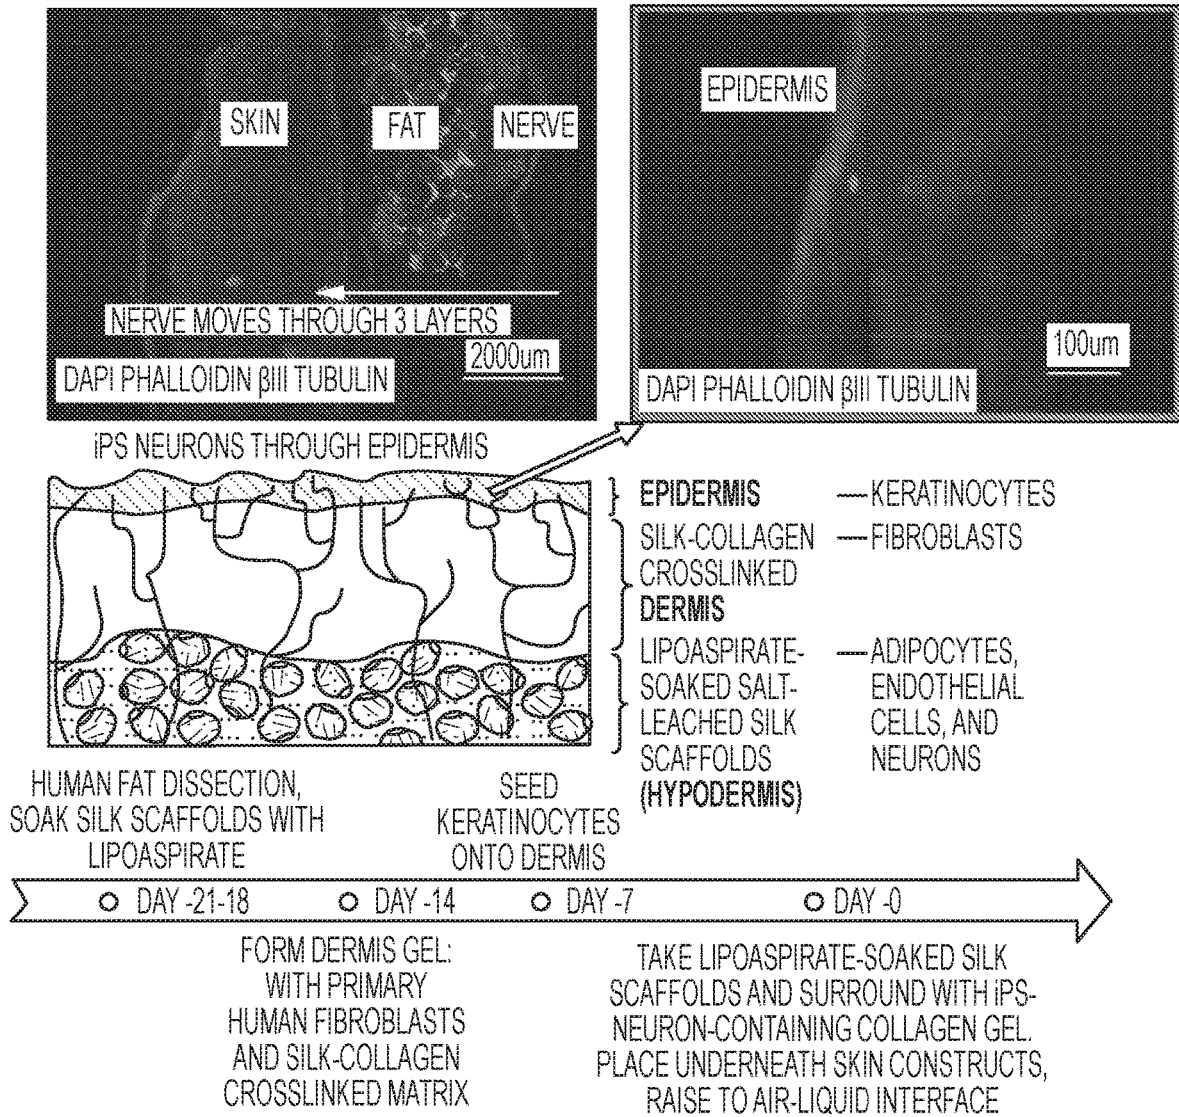 SKIN
FAT
NERVE
NERVE MOVES THROUGH 3 LAYERS
2000um
DAPI PHALLOIDIN βIII TUBULIN
EPIDERMIS
100um
DAPI PHALLOIDIN βIII TUBULIN
iPS NEURONS THROUGH EPIDERMIS
EPIDERMIS — KERATINOCYTES
SILK-COLLAGEN — FIBROBLASTS
CROSSLINKED
DERMIS
LIPOASPIRATE- — ADIPOCYTES,
SOAKED SALT- ENDOTHELIAL
LEACHED SILK CELLS, AND
SCAFFOLDS NEURONS
(HYPODERMIS)
HUMAN FAT DISSECTION,
SOAK SILK SCAFFOLDS WITH
LIPOASPIRATE
SEED
KERATINOCYTES
ONTO DERMIS
DAY -21-18
DAY -14
DAY -7
DAY -0
FORM DERMIS GEL:
WITH PRIMARY
HUMAN FIBROBLASTS
AND SILK-COLLAGEN
CROSSLINKED MATRIX
TAKE LIPOASPIRATE-SOAKED SILK
SCAFFOLDS AND SURROUND WITH iPS-
NEURON-CONTAINING COLLAGEN GEL.
PLACE UNDERNEATH SKIN CONSTRUCTS,
RAISE TO AIR-LIQUID INTERFACE